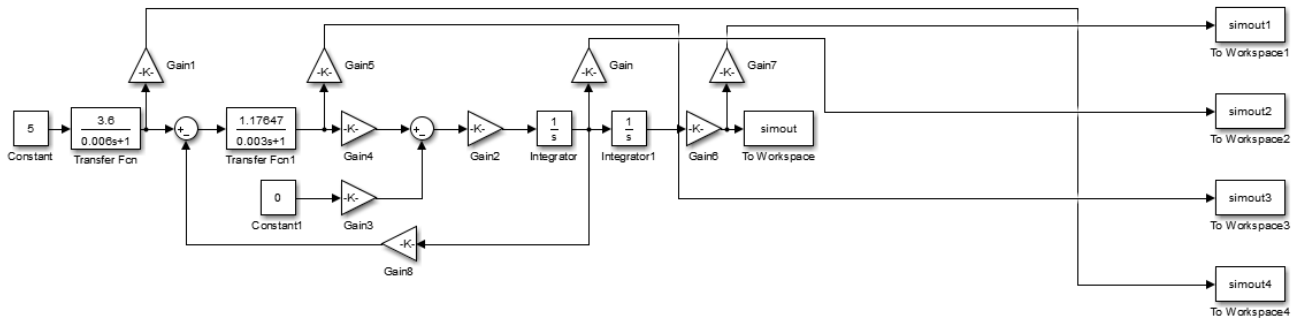 simout1
To Workspace1
-K-
Gain1
-K-
Gain5
-K-
Gain
-K-
Gain7
simout2
To Workspace2
5
Constant
3.6
0.006s+1
Transfer Fcn
+
−
1.17647
0.003s+1
Transfer Fcn1
-K-
Gain4
+
−
-K-
Gain2
1
s
Integrator
1
s
Integrator1
-K-
Gain6
simout
To Workspace
0
Constant1
-K-
Gain3
simout3
To Workspace3
-K-
Gain8
simout4
To Workspace4